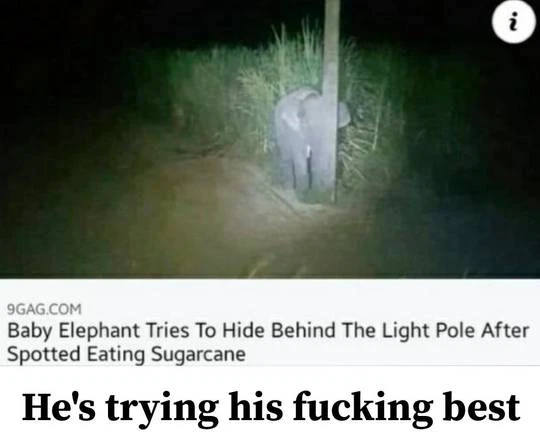 i
9GAG.COM
Baby Elephant Tries To Hide Behind The Light Pole After
Spotted Eating Sugarcane
He's trying his fucking best